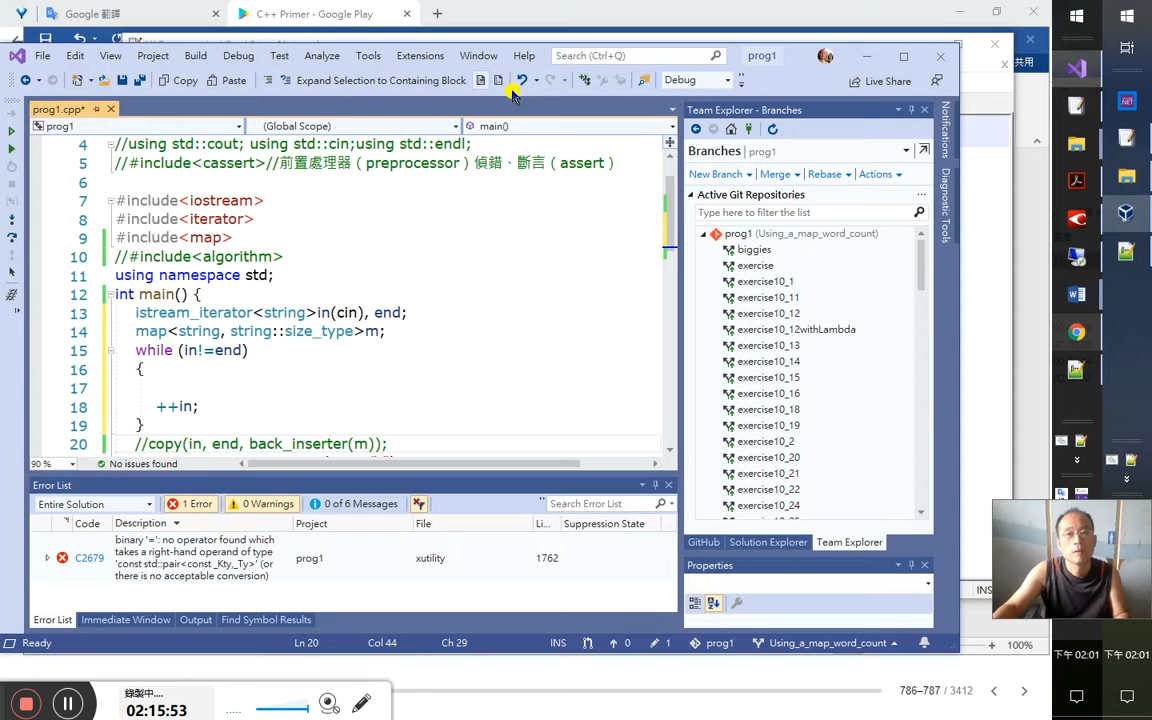 Google 翻譯
C++ Primer - Google Play
File Edit View Project Build Debug Test Analyze Tools Extensions Window Help Search (Ctrl+Q) prog1
Copy Paste Expand Selection to Containing Block Debug Live Share
共用
prog1.cpp*
prog1 (Global Scope) main()
4 //using std::cout; using std::cin;using std::endl;
5 //#include<cassert>//前置處理器（preprocessor）偵錯、斷言（assert）
6
7 #include<iostream>
8 #include<iterator>
9 #include<map>
10 //#include<algorithm>
11 using namespace std;
12 int main() {
13 istream_iterator<string>in(cin), end;
14 map<string, string::size_type>m;
15 while (in!=end)
16 {
17
18 ++in;
19 }
20 //copy(in, end, back_inserter(m));
90 % No issues found
Error List
Entire Solution 1 Error 0 Warnings 0 of 6 Messages Search Error List
Code Description Project File Li... Suppression State
C2679 binary '=': no operator found which takes a right-hand operand of type 'const std::pair<const _Kty,_Ty>' (or there is no acceptable conversion) prog1 xutility 1762
Error List Immediate Window Output Find Symbol Results
Ready Ln 20 Col 44 Ch 29 INS 0 1 prog1 Using_a_map_word_count
Team Explorer - Branches
Branches prog1
New Branch Merge Rebase Actions
Active Git Repositories
Type here to filter the list
prog1 (Using_a_map_word_count)
biggies
exercise
exercise10_1
exercise10_11
exercise10_12
exercise10_12withLambda
exercise10_13
exercise10_14
exercise10_15
exercise10_16
exercise10_18
exercise10_19
exercise10_2
exercise10_20
exercise10_21
exercise10_22
exercise10_24
GitHub Solution Explorer Team Explorer
Properties
Notifications
Diagnostic Tools
INS
100%
下午 02:01 下午 02:01
錄製中....
02:15:53
786–787 / 3412